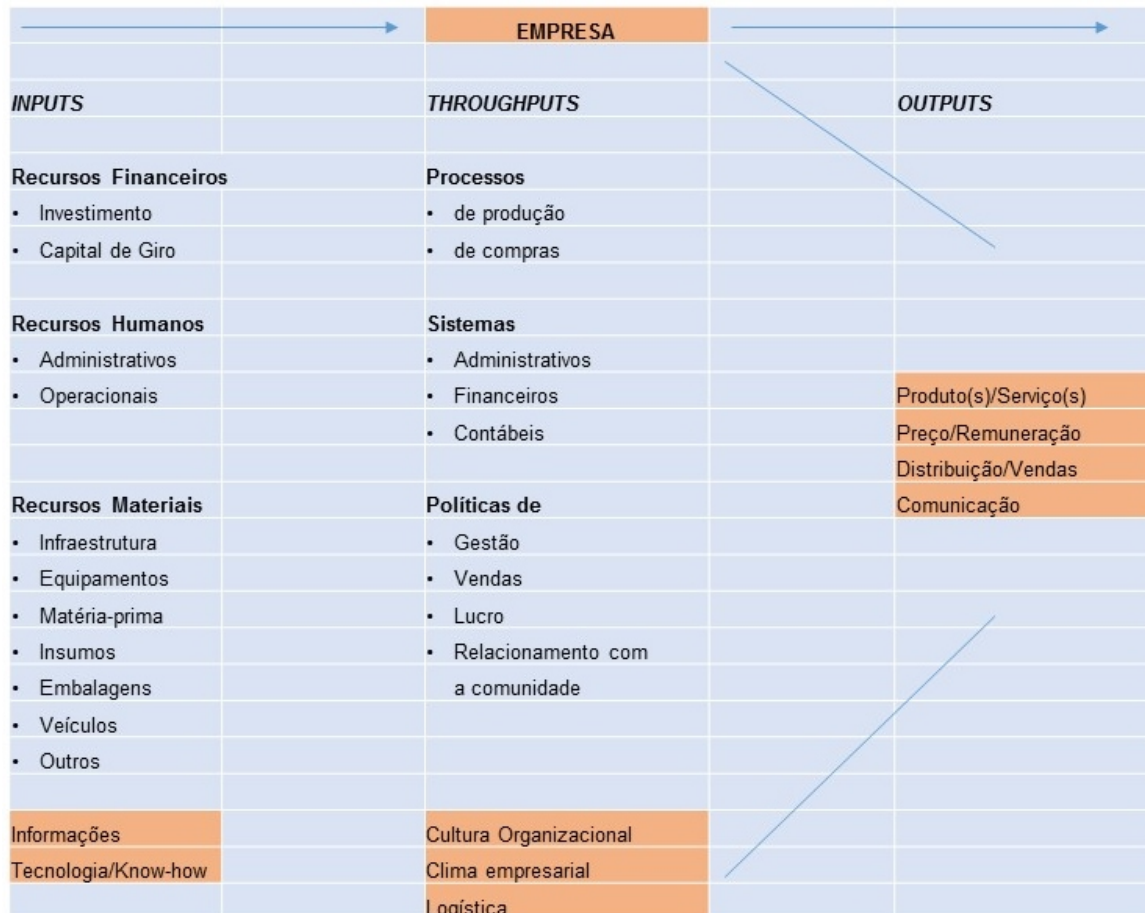 EMPRESA
INPUTS
THROUGHPUTS
OUTPUTS
Recursos Financeiros
• Investimento
• Capital de Giro
Recursos Humanos
• Administrativos
• Operacionais
Recursos Materiais
• Infraestrutura
• Equipamentos
• Matéria-prima
• Insumos
• Embalagens
• Veículos
• Outros
Informações
Tecnologia/Know-how
Processos
• de produção
• de compras
Sistemas
• Administrativos
• Financeiros
• Contábeis
Políticas de
• Gestão
• Vendas
• Lucro
• Relacionamento com
a comunidade
Cultura Organizacional
Clima empresarial
Logística
Produto(s)/Serviço(s)
Preço/Remuneração
Distribuição/Vendas
Comunicação